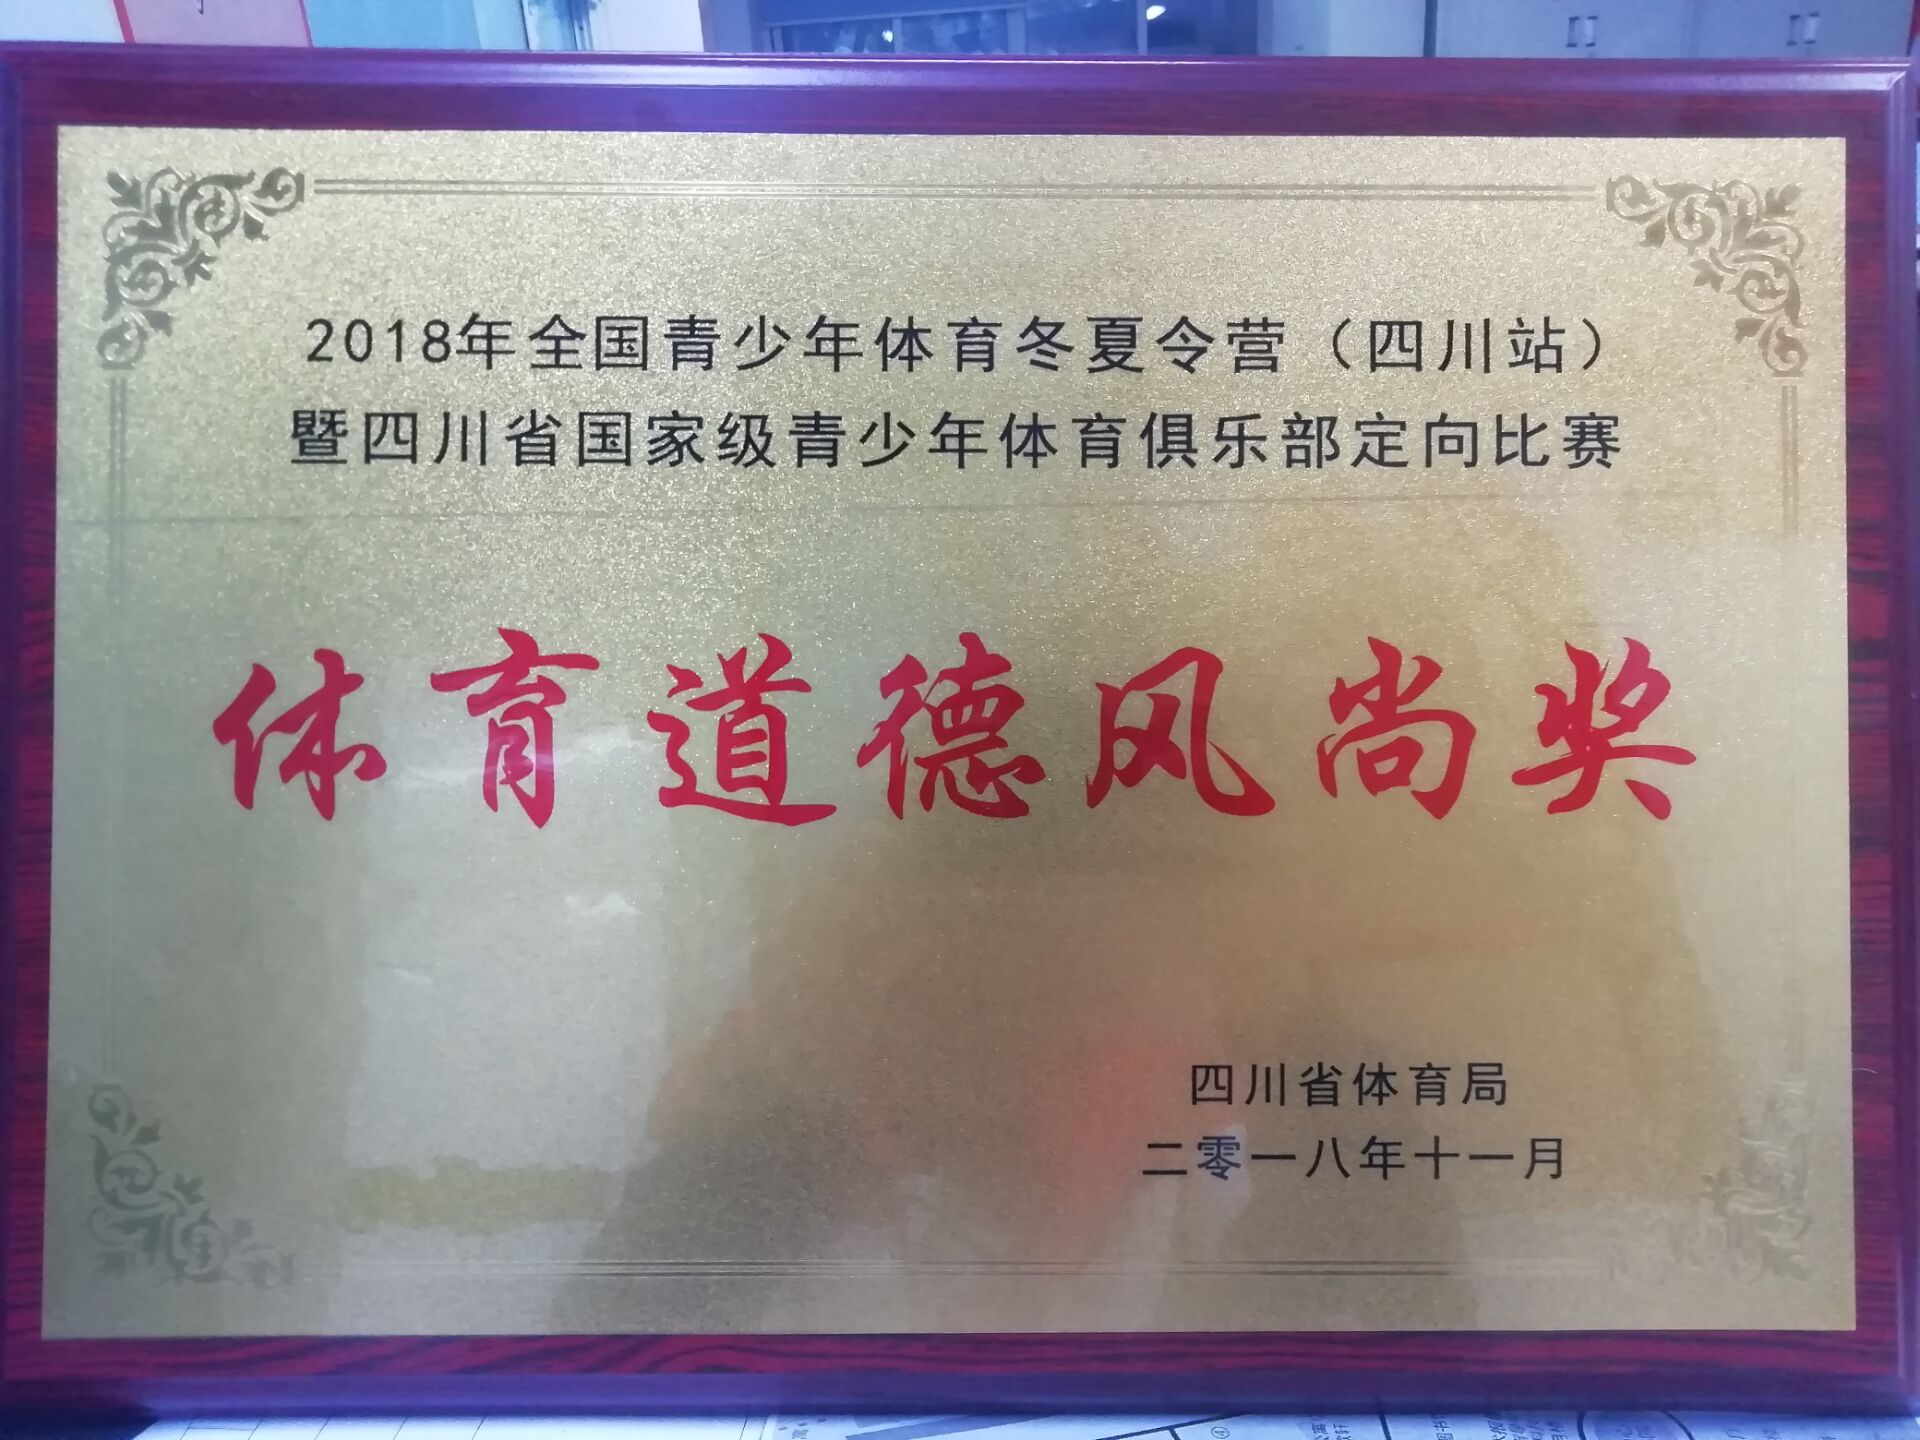 2018年全国青少年体育冬夏令营（四川站）
暨四川省国家级青少年体育俱乐部定向比赛
体育道德风尚奖
四川省体育局
二零一八年十一月